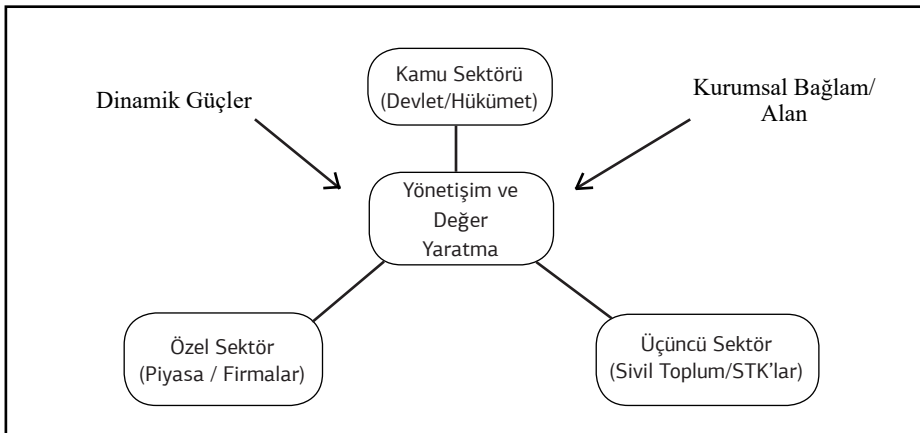 Kamu Sektörü
(Devlet/Hükümet)
Dinamik Güçler
Kurumsal Bağlam/
Alan
Yönetişim ve
Değer
Yaratma
Özel Sektör
(Piyasa / Firmalar)
Üçüncü Sektör
(Sivil Toplum/STK’lar)